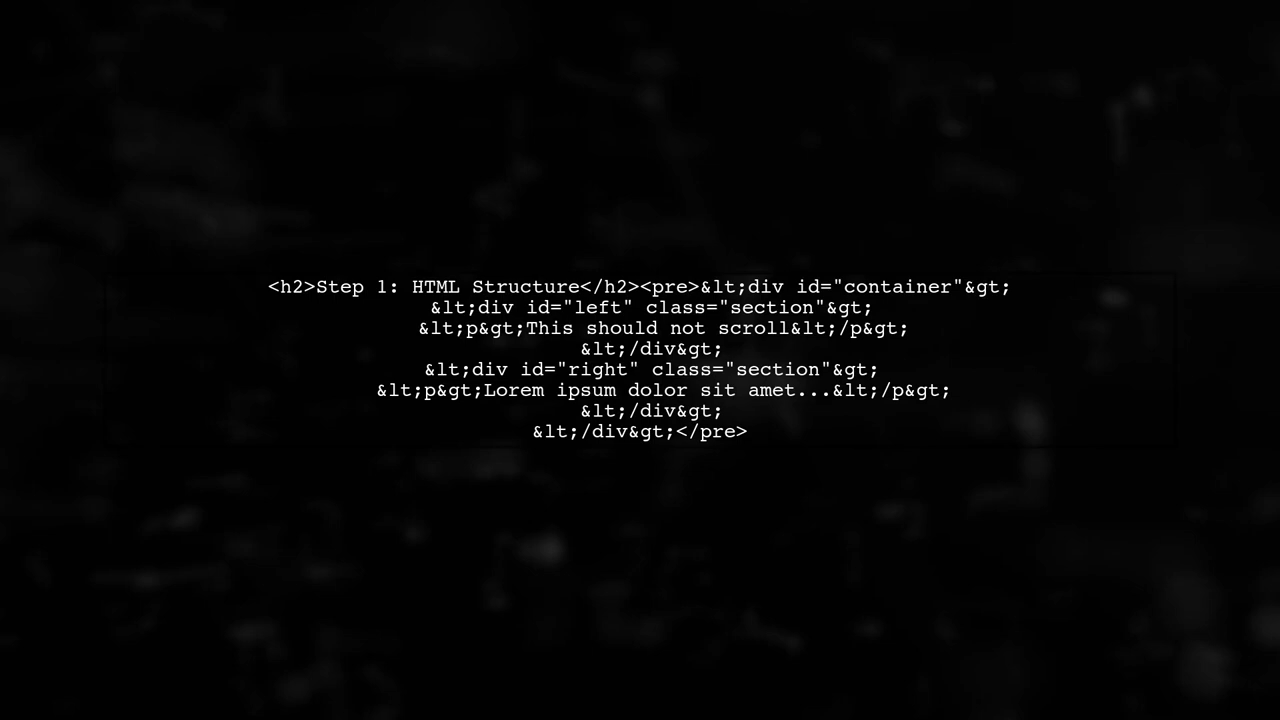 <h2>Step 1: HTML Structure</h2><pre>&lt;div id="container"&gt;
&lt;div id="left" class="section"&gt;
&lt;p&gt;This should not scroll&lt;/p&gt;
&lt;/div&gt;
&lt;div id="right" class="section"&gt;
&lt;p&gt;Lorem ipsum dolor sit amet...&lt;/p&gt;
&lt;/div&gt;
&lt;/div&gt;</pre>